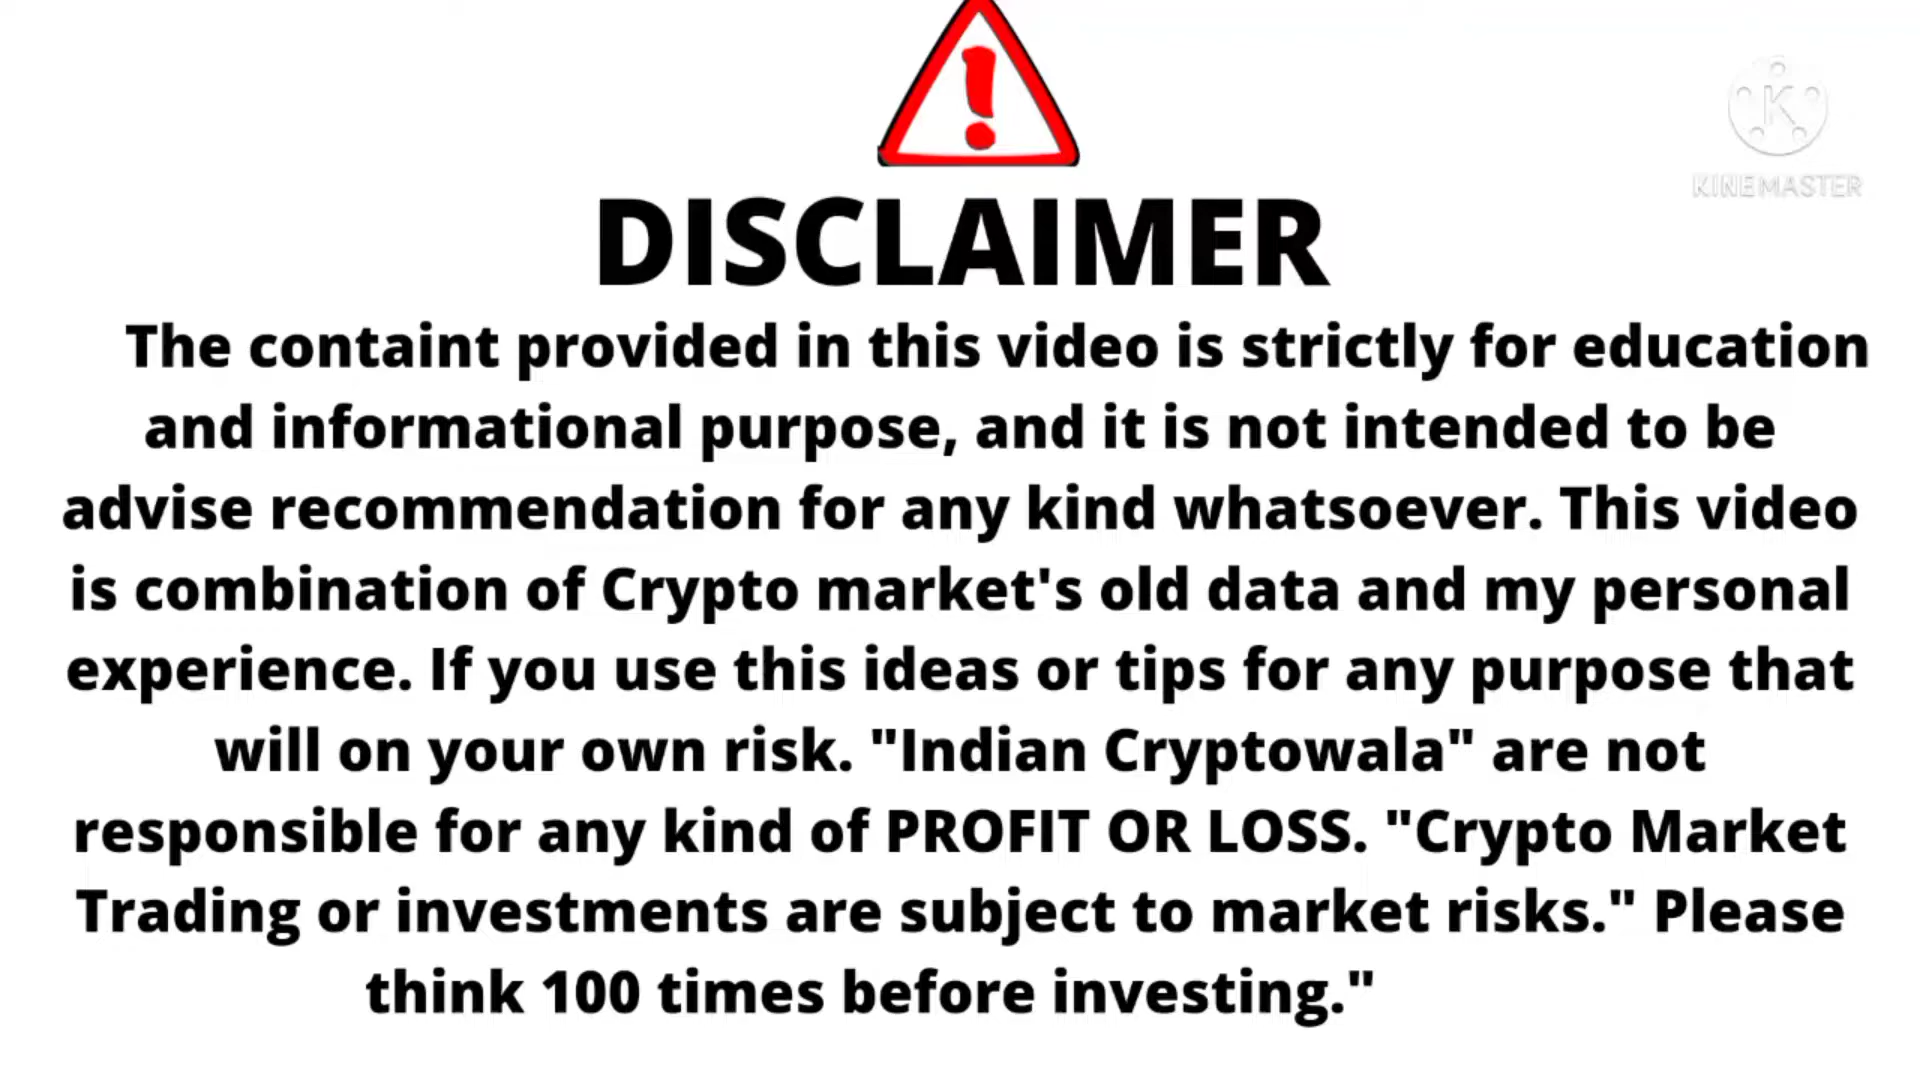 KINEMASTER
DISCLAIMER
The containt provided in this video is strictly for education
and informational purpose, and it is not intended to be
advise recommendation for any kind whatsoever. This video
is combination of Crypto market's old data and my personal
experience. If you use this ideas or tips for any purpose that
will on your own risk. "Indian Cryptowala" are not
responsible for any kind of PROFIT OR LOSS. "Crypto Market
Trading or investments are subject to market risks." Please
think 100 times before investing."